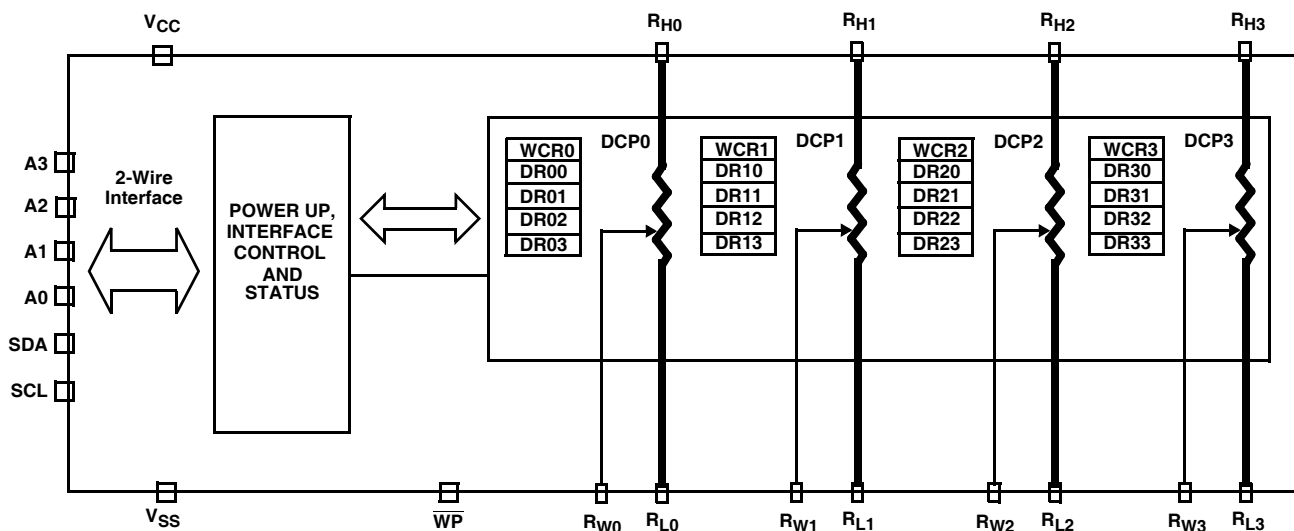 VCC
RH0
RH1
RH2
RH3
A3
A2
A1
A0
SDA
SCL
2-Wire
Interface
POWER UP,
INTERFACE
CONTROL
AND
STATUS
WCR0
DR00
DR01
DR02
DR03
DCP0
WCR1
DR10
DR11
DR12
DR13
DCP1
WCR2
DR20
DR21
DR22
DR23
DCP2
WCR3
DR30
DR31
DR32
DR33
DCP3
VSS
WP
RW0
RL0
RW1
RL1
RW2
RL2
RW3
RL3